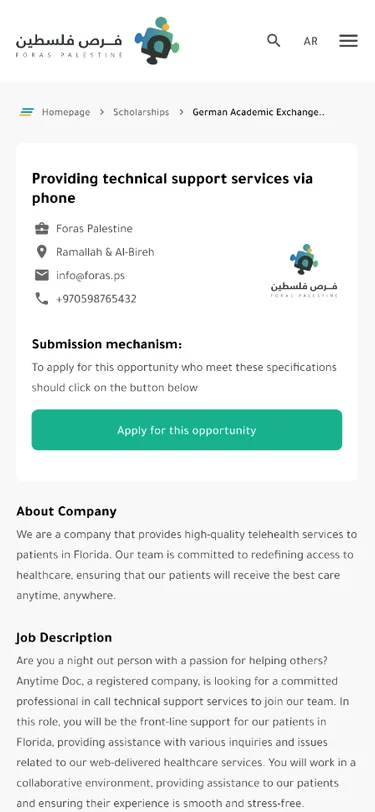 فـرص فلسطين
FORAS PALESTINE
AR
Homepage > Scholarships > German Academic Exchange..
Providing technical support services via
phone
Foras Palestine
Ramallah & Al-Bireh
info@foras.ps
+970598765432
فـرص فلسطين
FORAS PALESTINE
Submission mechanism:
To apply for this opportunity who meet these specifications
should click on the button below
Apply for this opportunity
About Company
We are a company that provides high-quality telehealth services to
patients in Florida. Our team is committed to redefining access to
healthcare, ensuring that our patients will receive the best care
anytime, anywhere.
Job Description
Are you a night out person with a passion for helping others?
Anytime Doc, a registered company, is looking for a committed
professional in call technical support services to join our team. In
this role, you will be the front-line support for our patients in
Florida, providing assistance with various inquiries and issues
related to our web-delivered healthcare services. You will work in a
collaborative environment, providing assistance to our patients
and ensuring their experience is smooth and stress-free.